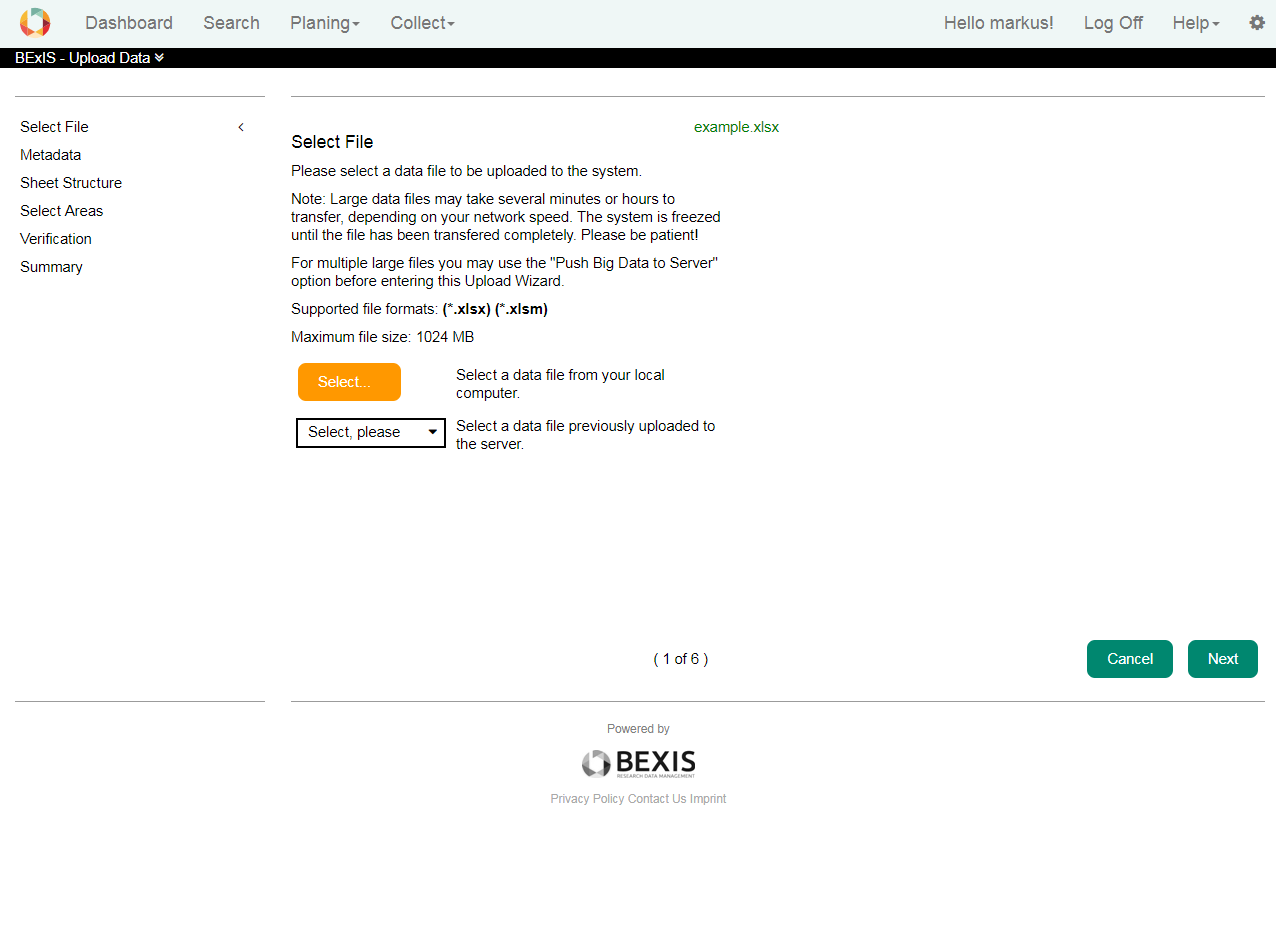 Dashboard Search Planing Collect Hello markus! Log Off Help
BExIS - Upload Data
Select File
Metadata
Sheet Structure
Select Areas
Verification
Summary
example.xlsx
Select File
Please select a data file to be uploaded to the system.
Note: Large data files may take several minutes or hours to
transfer, depending on your network speed. The system is freezed
until the file has been transfered completely. Please be patient!
For multiple large files you may use the "Push Big Data to Server"
option before entering this Upload Wizard.
Supported file formats: (*.xlsx) (*.xlsm)
Maximum file size: 1024 MB
Select...
Select a data file from your local
computer.
Select, please
Select a data file previously uploaded to
the server.
( 1 of 6 )
Cancel
Next
Powered by
BEXIS
RESEARCH DATA MANAGEMENT
Privacy Policy Contact Us Imprint